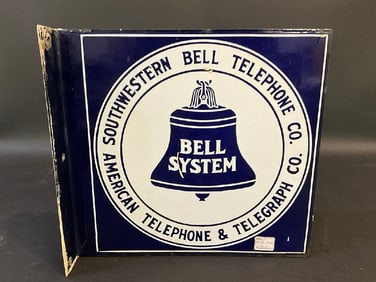 SOUTHWESTERN BELL TELEPHONE CO.
BELL
SYSTEM
AMERICAN TELEPHONE & TELEGRAPH CO.